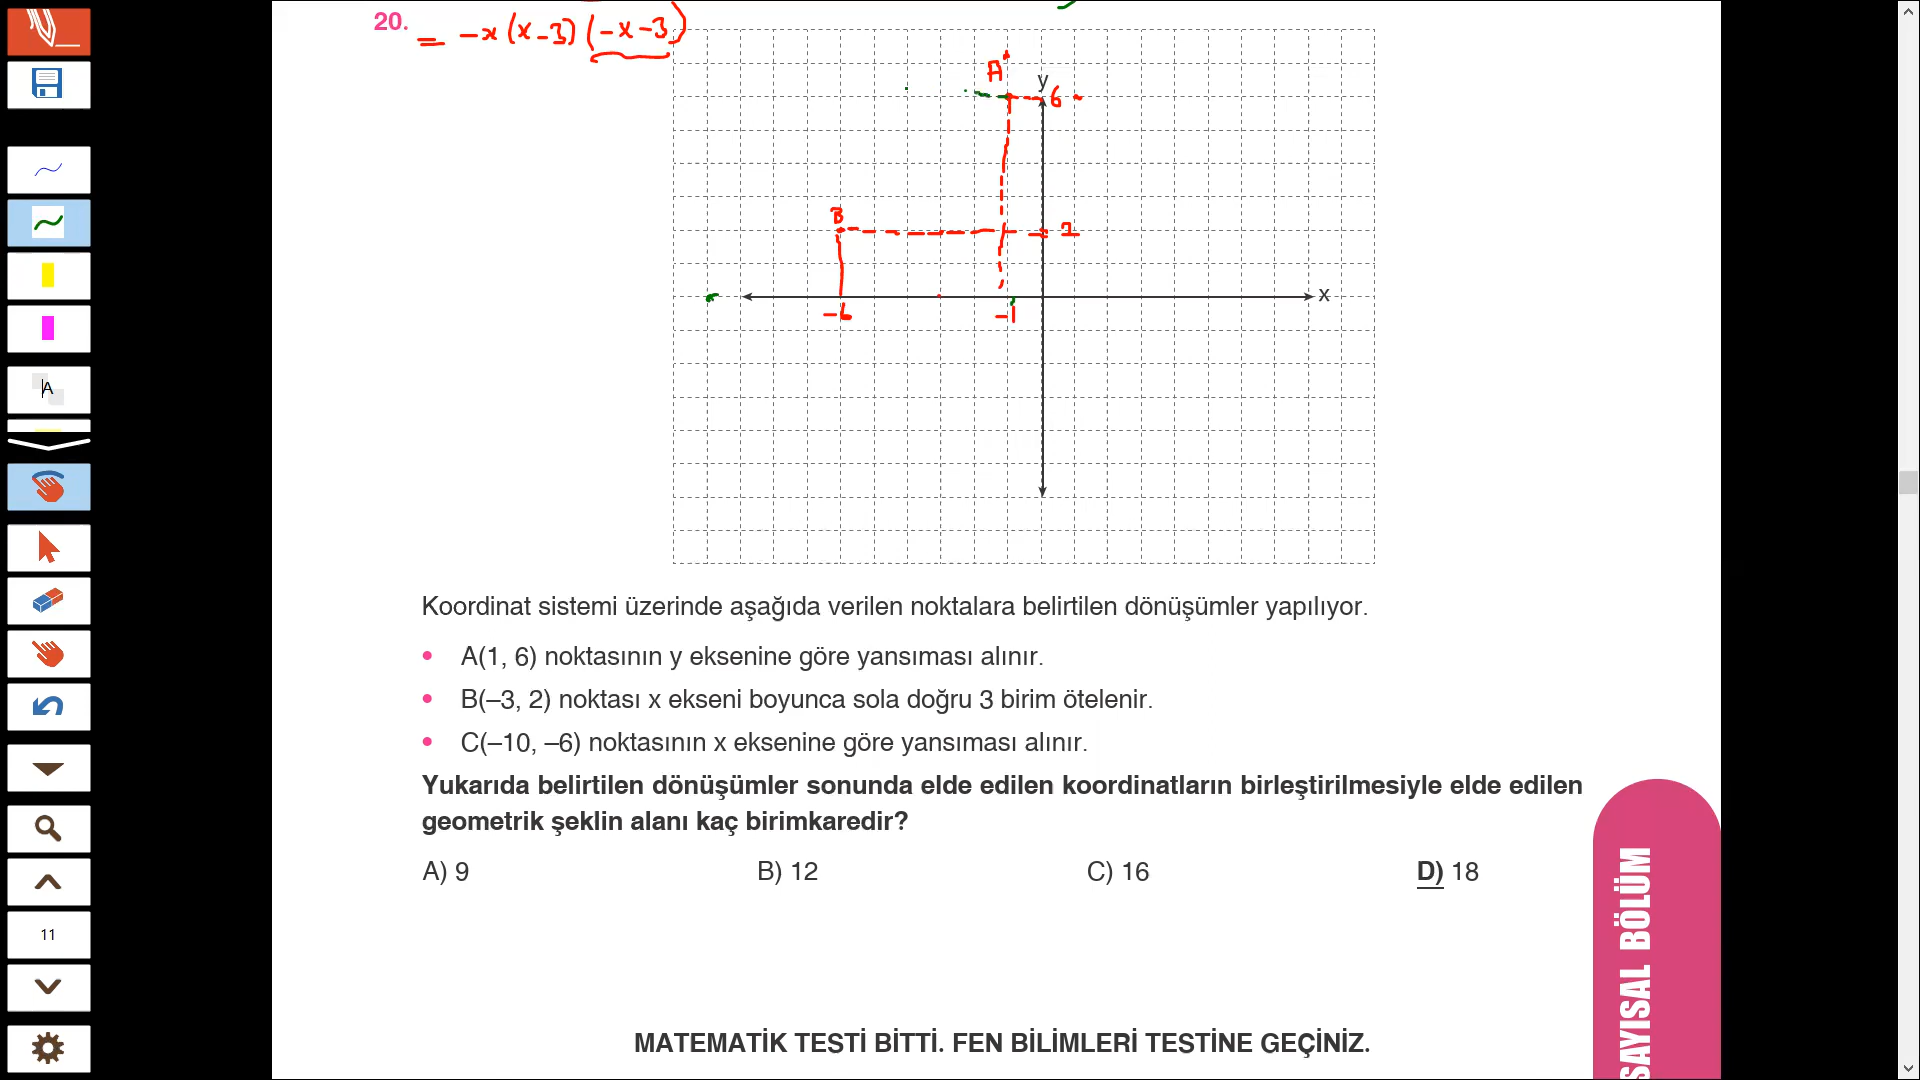 20. = -x (x-3) (-x-3)
A'
y
6
B
2
x
-6
-1
A
Koordinat sistemi üzerinde aşağıda verilen noktalara belirtilen dönüşümler yapılıyor.
• A(1, 6) noktasının y eksenine göre yansıması alınır.
• B(–3, 2) noktası x ekseni boyunca sola doğru 3 birim ötelenir.
• C(–10, –6) noktasının x eksenine göre yansıması alınır.
Yukarıda belirtilen dönüşümler sonunda elde edilen koordinatların birleştirilmesiyle elde edilen
geometrik şeklin alanı kaç birimkaredir?
A) 9 B) 12 C) 16 D) 18
11
SAYISAL BÖLÜM
MATEMATİK TESTİ BİTTİ. FEN BİLİMLERİ TESTİNE GEÇİNİZ.